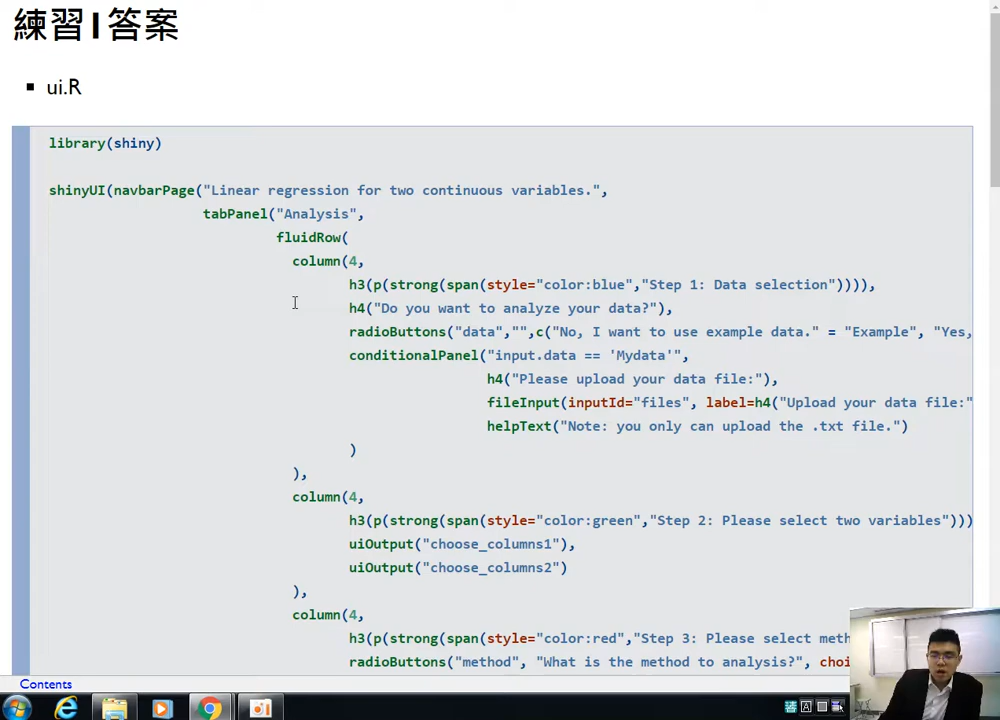 練習1答案
ui.R
library(shiny)
shinyUI(navbarPage("Linear regression for two continuous variables.",
tabPanel("Analysis",
fluidRow(
column(4,
h3(p(strong(span(style="color:blue","Step 1: Data selection")))),
h4("Do you want to analyze your data?"),
radioButtons("data","",c("No, I want to use example data." = "Example", "Yes,
conditionalPanel("input.data == 'Mydata'",
h4("Please upload your data file:"),
fileInput(inputId="files", label=h4("Upload your data file:"
helpText("Note: you only can upload the .txt file.")
)
),
column(4,
h3(p(strong(span(style="color:green","Step 2: Please select two variables")))
uiOutput("choose_columns1"),
uiOutput("choose_columns2")
),
column(4,
h3(p(strong(span(style="color:red","Step 3: Please select
radioButtons("method", "What is the method to analysis?",
Contents